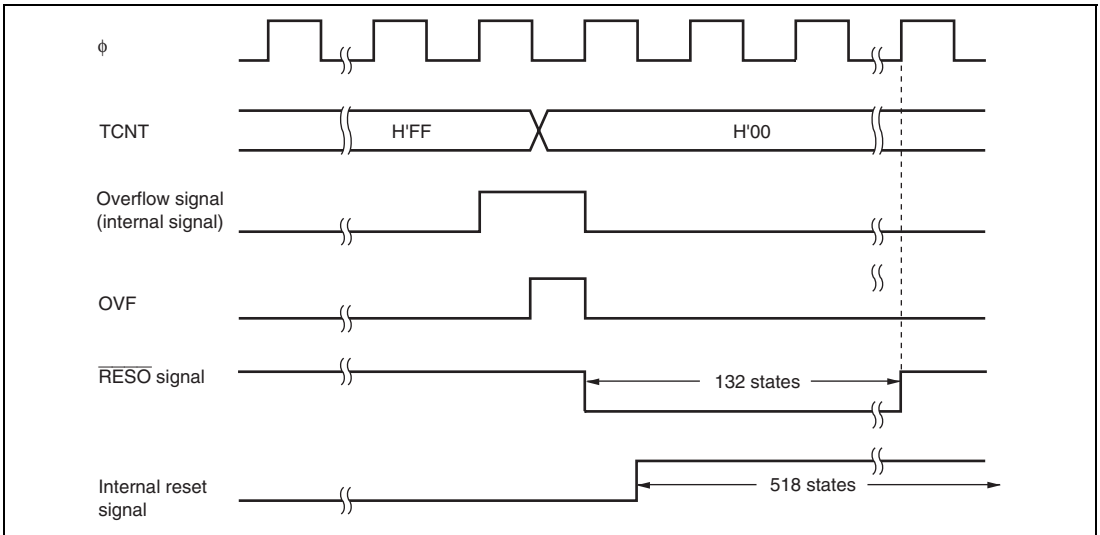 ϕ
TCNT
H'FF
H'00
Overflow signal
(internal signal)
OVF
RESO signal
132 states
Internal reset
signal
518 states